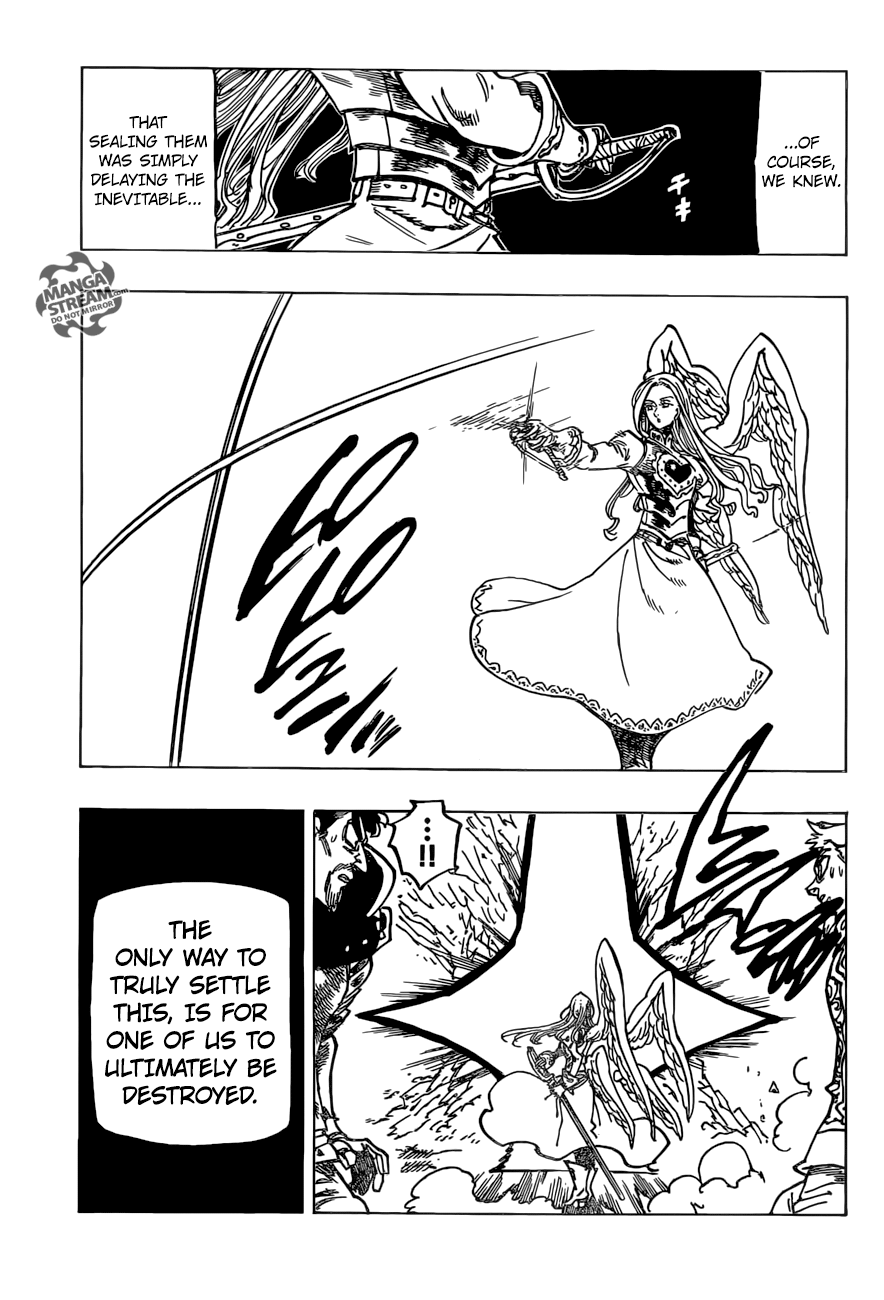 ...OF
COURSE,
WE KNEW.
THAT
SEALING THEM
WAS SIMPLY
DELAYING THE
INEVITABLE...
チキ
MANGA
STREAM.com
DO NOT MIRROR
...!!
THE
ONLY WAY TO
TRULY SETTLE
THIS, IS FOR
ONE OF US TO
ULTIMATELY BE
DESTROYED.